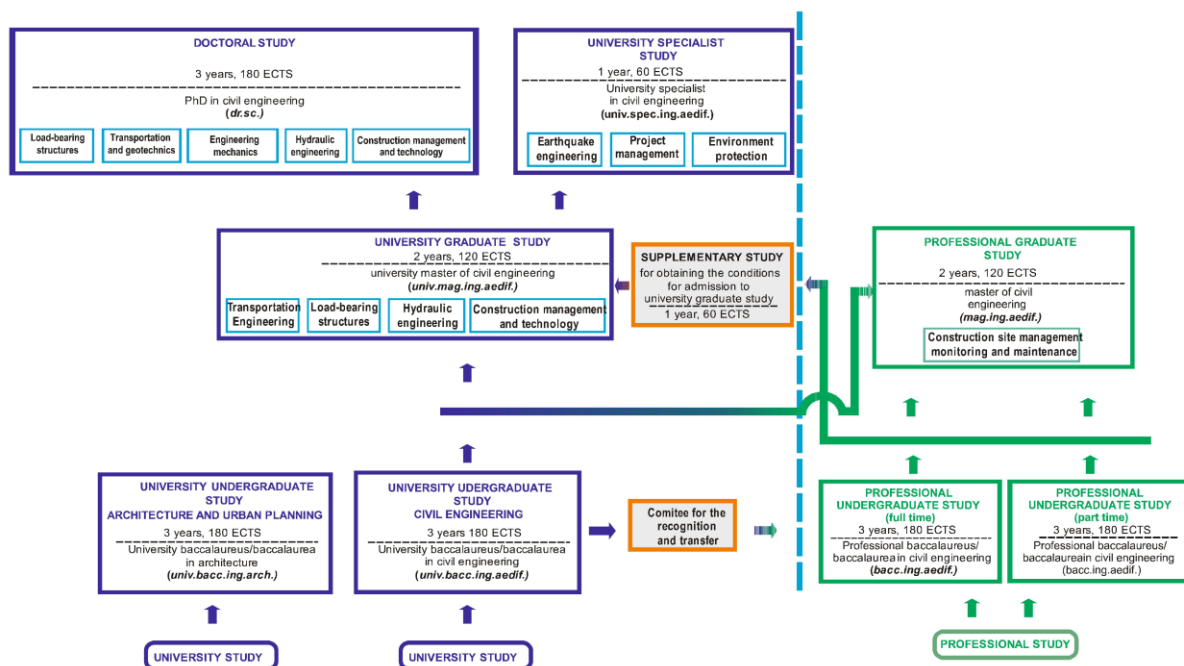 DOCTORAL STUDY
3 years, 180 ECTS
PhD in civil engineering
(dr.sc.)
Load-bearing
structures
Transportation
and geotechnics
Engineering
mechanics
Hydraulic
engineering
Construction management
and technology
UNIVERSITY SPECIALIST
STUDY
1 year, 60 ECTS
University specialist
in civil engineering
(univ.spec.ing.aedif.)
Earthquake
engineering
Project
management
Environment
protection
UNIVERSITY GRADUATE STUDY
2 years, 120 ECTS
university master of civil engineering
(univ.mag.ing.aedif.)
Transportation
Engineering
Load-bearing
structures
Hydraulic
engineering
Construction management
and technology
SUPPLEMENTARY STUDY
for obtaining the conditions
for admission to
university graduate study
1 year, 60 ECTS
PROFESSIONAL GRADUATE
STUDY
2 years, 120 ECTS
master of civil
engineering
(mag.ing.aedif.)
Construction site management
monitoring and maintenance
UNIVERSITY UNDERGRADUATE
STUDY
ARCHITECTURE AND URBAN PLANNING
3 years, 180 ECTS
University baccalaureus/baccalaurea
in architecture
(univ.bacc.ing.arch.)
UNIVERSITY UDERGRADUATE
STUDY
CIVIL ENGINEERING
3 years 180 ECTS
University baccalaureus/baccalaurea
in civil engineering
(univ.bacc.ing.aedif.)
Comitee for the
recognition
and transfer
PROFESSIONAL
UNDERGRADUATE STUDY
(full time)
3 years, 180 ECTS
Professional baccalaureus/
baccalaureain civil engineering
(bacc.ing.aedif.)
PROFESSIONAL
UNDERGRADUATE STUDY
(part time)
3 years, 180 ECTS
Professional baccalaureus/
baccalaureain civil engineering
(bacc.ing.aedif.)
UNIVERSITY STUDY
UNIVERSITY STUDY
PROFESSIONAL STUDY